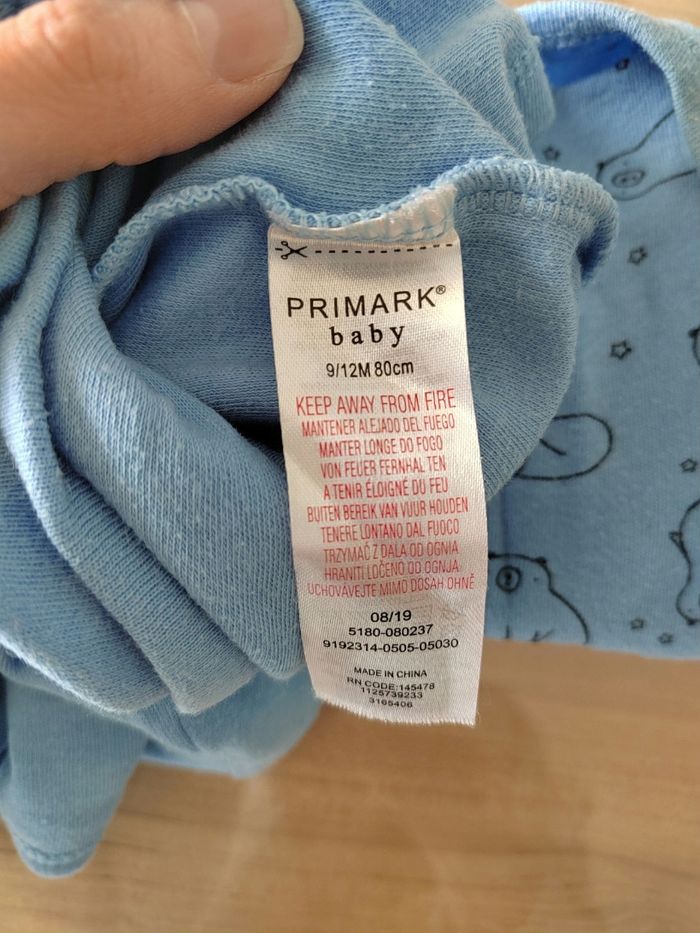 PRIMARK®
baby
9/12M 80cm
KEEP AWAY FROM FIRE
MANTENER ALEJADO DEL FUEGO
MANTER LONGE DO FOGO
VON FEUER FERNHAL TEN
A TENIR ÉLOIGNÉ DU FEU
BUITEN BEREIK VAN VUUR HOUDEN
TENERE LONTANO DAL FUOCO
TRZYMAĆ Z DALA OD OGNIA
HRANITI LOČENO OD OGNJA
UCHOVÁVEJTE MIMO DOSAH OHNĚ
08/19
5180-080237
9192314-0505-05030
MADE IN CHINA
RN CODE:145478
1125739233
3165406